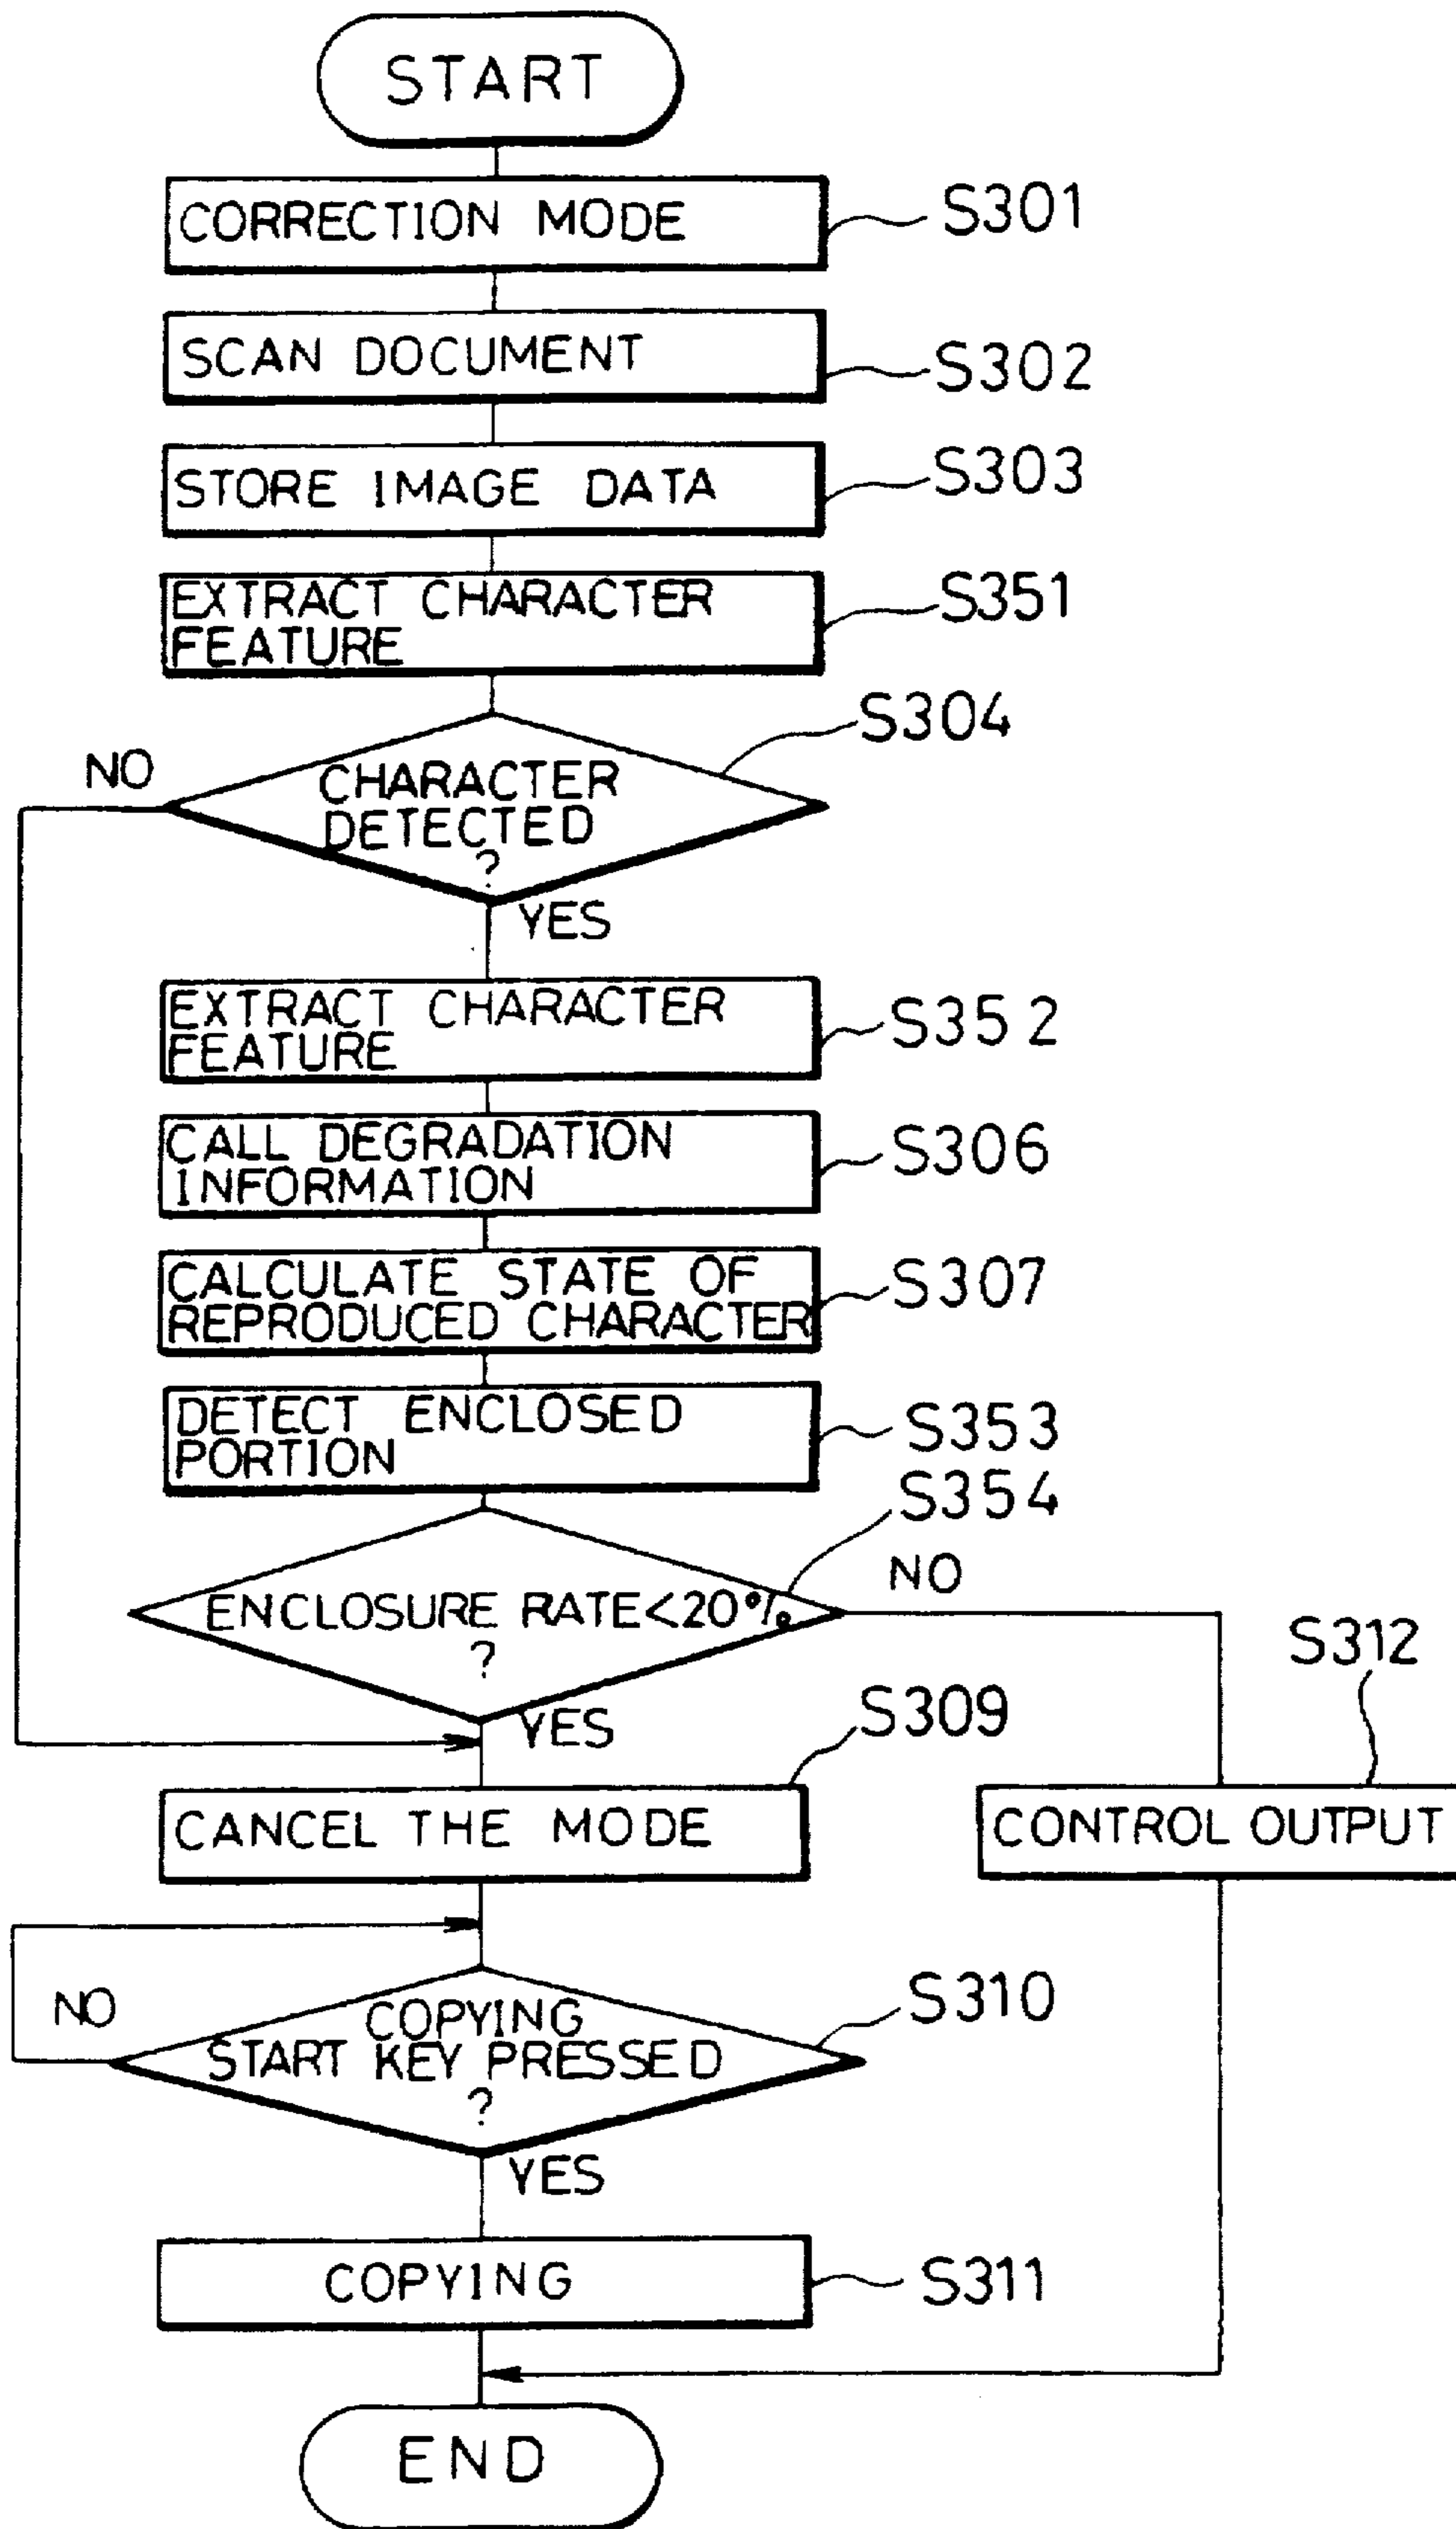 START
CORRECTION MODE
S301
SCAN DOCUMENT
S302
STORE IMAGE DATA
S303
EXTRACT CHARACTER
FEATURE
S351
S304
NO
CHARACTER
DETECTED
?
YES
EXTRACT CHARACTER
FEATURE
S352
CALL DEGRADATION
INFORMATION
S306
CALCULATE STATE OF
REPRODUCED CHARACTER
S307
DETECT ENCLOSED
PORTION
S353
S354
NO
ENCLOSURE RATE<20%
?
YES
S309
S312
CANCEL THE MODE
CONTROL OUTPUT
NO
COPYING
START KEY PRESSED
?
S310
YES
COPYING
S311
END